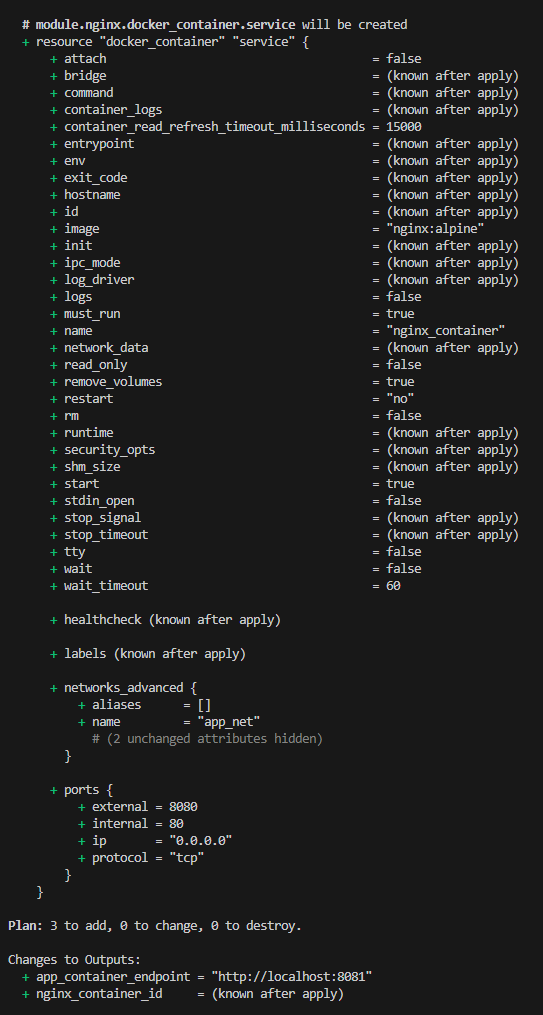 # module.nginx.docker_container.service will be created
+ resource "docker_container" "service" {
+ attach = false
+ bridge = (known after apply)
+ command = (known after apply)
+ container_logs = (known after apply)
+ container_read_refresh_timeout_milliseconds = 15000
+ entrypoint = (known after apply)
+ env = (known after apply)
+ exit_code = (known after apply)
+ hostname = (known after apply)
+ id = (known after apply)
+ image = "nginx:alpine"
+ init = (known after apply)
+ ipc_mode = (known after apply)
+ log_driver = (known after apply)
+ logs = false
+ must_run = true
+ name = "nginx_container"
+ network_data = (known after apply)
+ read_only = false
+ remove_volumes = true
+ restart = "no"
+ rm = false
+ runtime = (known after apply)
+ security_opts = (known after apply)
+ shm_size = (known after apply)
+ start = true
+ stdin_open = false
+ stop_signal = (known after apply)
+ stop_timeout = (known after apply)
+ tty = false
+ wait = false
+ wait_timeout = 60
+ healthcheck (known after apply)
+ labels (known after apply)
+ networks_advanced {
+ aliases = []
+ name = "app_net"
# (2 unchanged attributes hidden)
}
+ ports {
+ external = 8080
+ internal = 80
+ ip = "0.0.0.0"
+ protocol = "tcp"
}
}
Plan: 3 to add, 0 to change, 0 to destroy.
Changes to Outputs:
+ app_container_endpoint = "http://localhost:8081"
+ nginx_container_id = (known after apply)